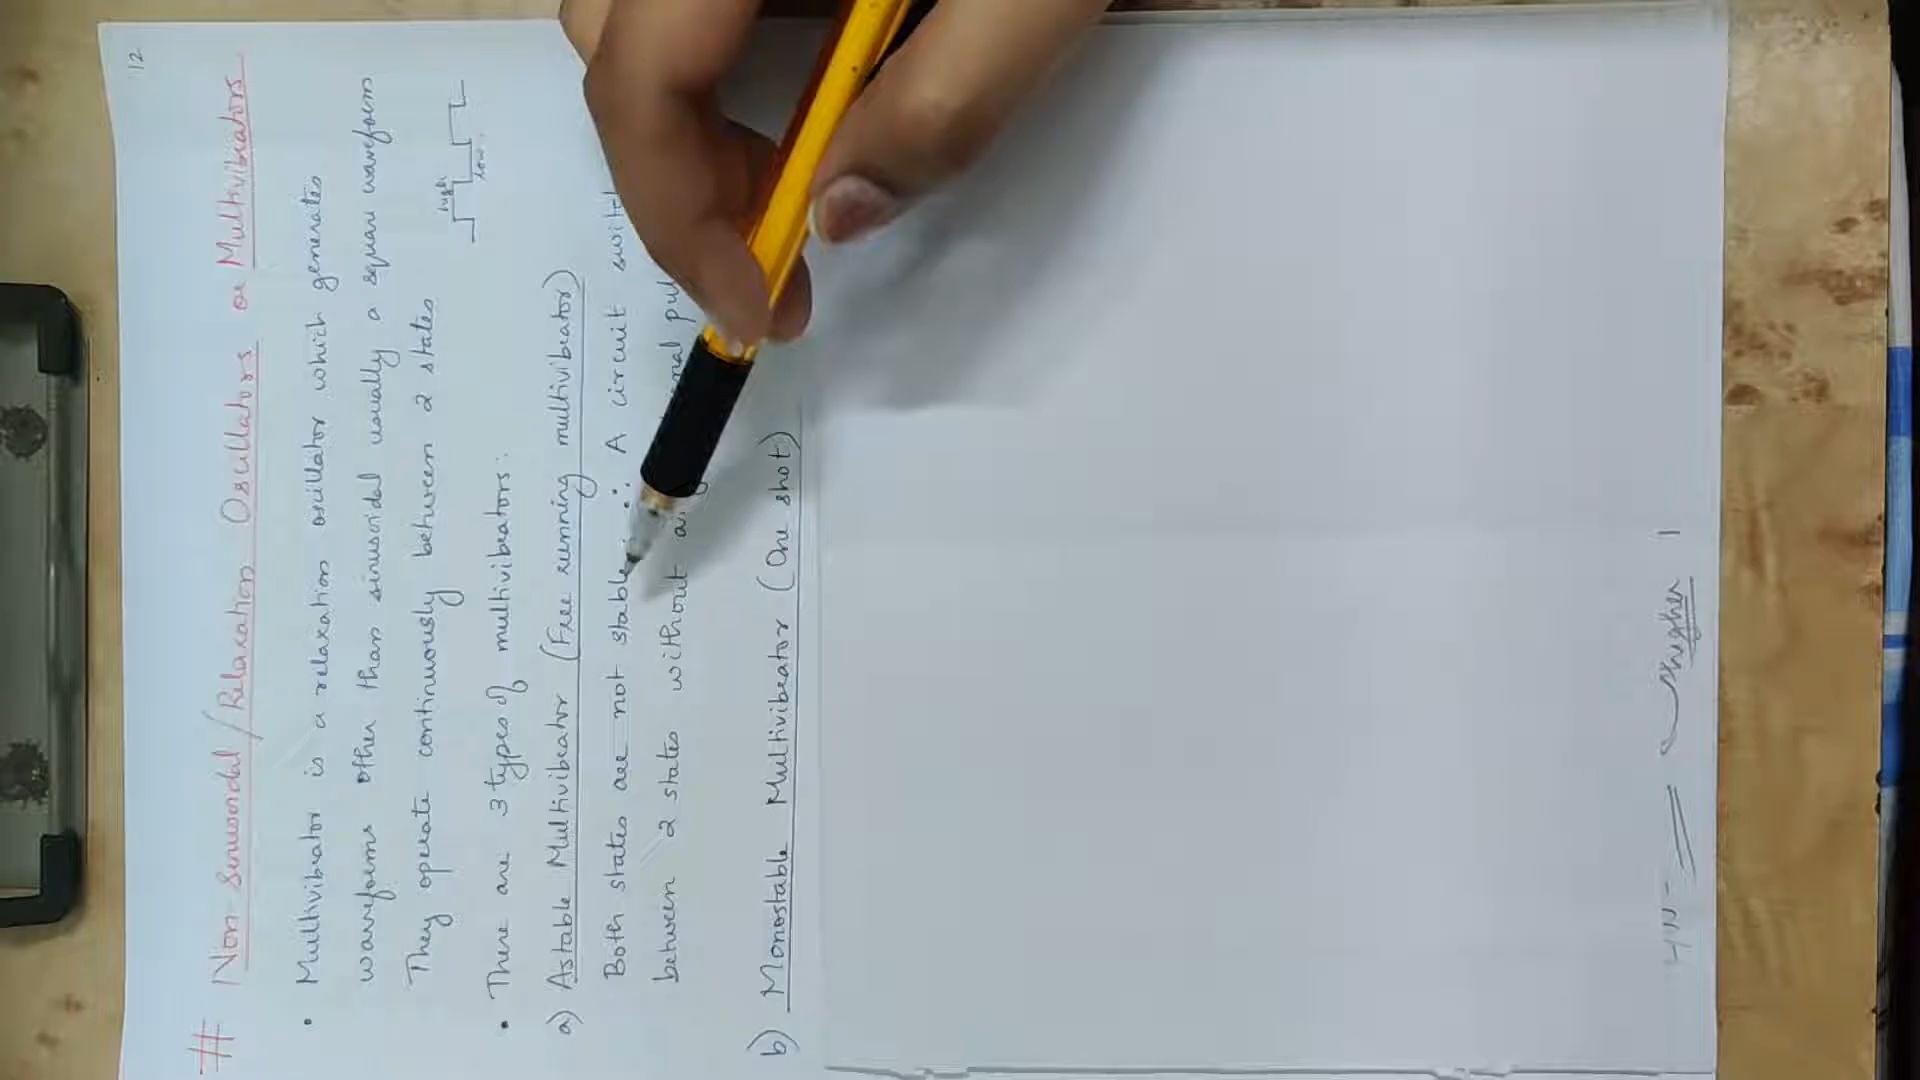 12
# Non-Sinusoidal / Relaxation Oscillators or Multivibrators
• Multivibrator is a relaxation oscillator which generates
waveforms other than sinusoidal usually a square waveform
They operate continuously between 2 states
high
low
• There are 3 types of multivibrators:
a) Astable Multivibrator (Free running multivibrator)
Both states are not stable ∴ A circuit
between 2 states without
b) Monostable Multivibrator (One shot)